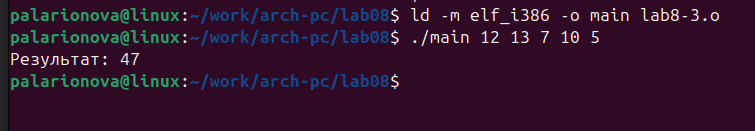 palarionova@linux:~/work/arch-pc/lab08$ ld -m elf_i386 -o main lab8-3.o
palarionova@linux:~/work/arch-pc/lab08$ ./main 12 13 7 10 5
Результат: 47
palarionova@linux:~/work/arch-pc/lab08$